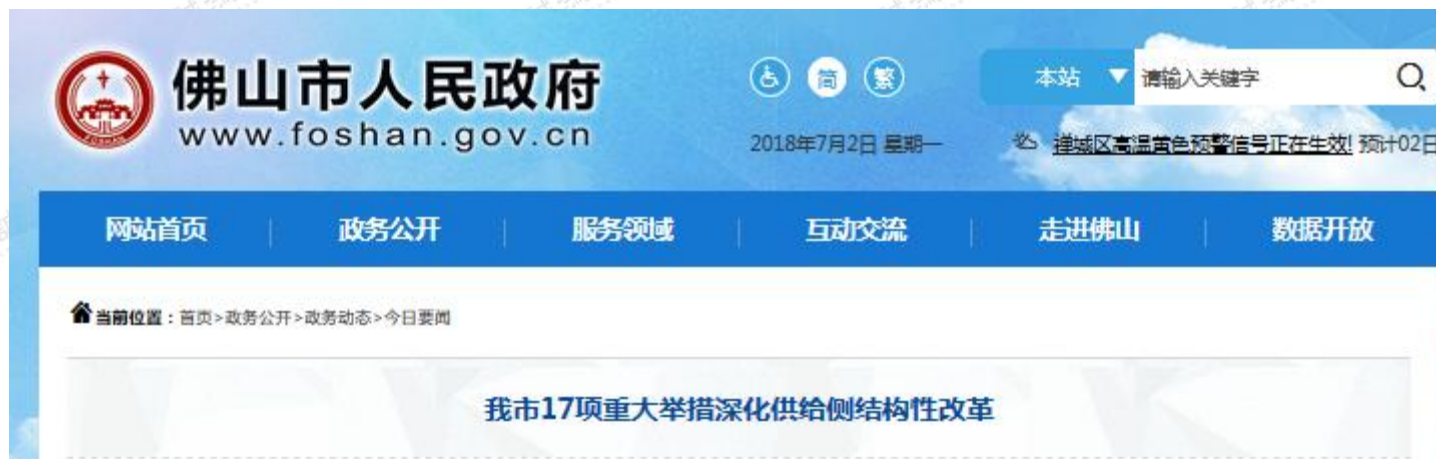 佛山市人民政府
www.foshan.gov.cn
简 繁
本站 请输入关键字
2018年7月2日 星期一
禅城区高温黄色预警信号正在生效! 预计02日
网站首页 政务公开 服务领域 互动交流 走进佛山 数据开放
当前位置：首页>政务公开>政务动态>今日要闻
我市17项重大举措深化供给侧结构性改革